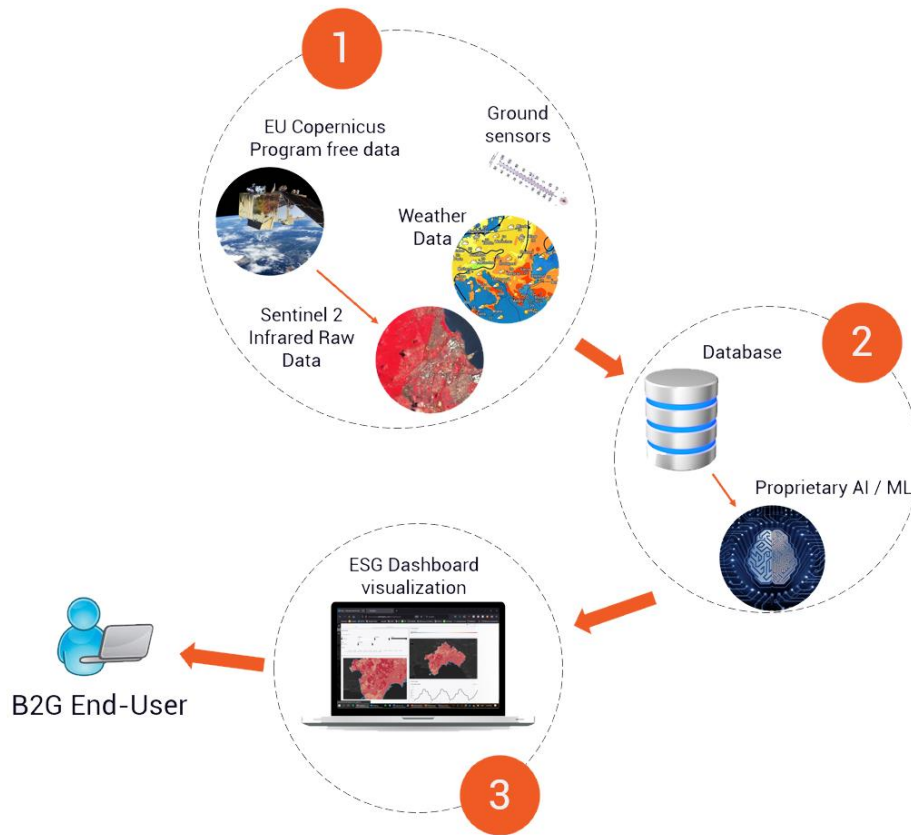 1
EU Copernicus
Program free data
Ground
sensors
Weather
Data
Sentinel 2
Infrared Raw
Data
2
Database
Proprietary AI / ML
ESG Dashboard
visualization
B2G End-User
3